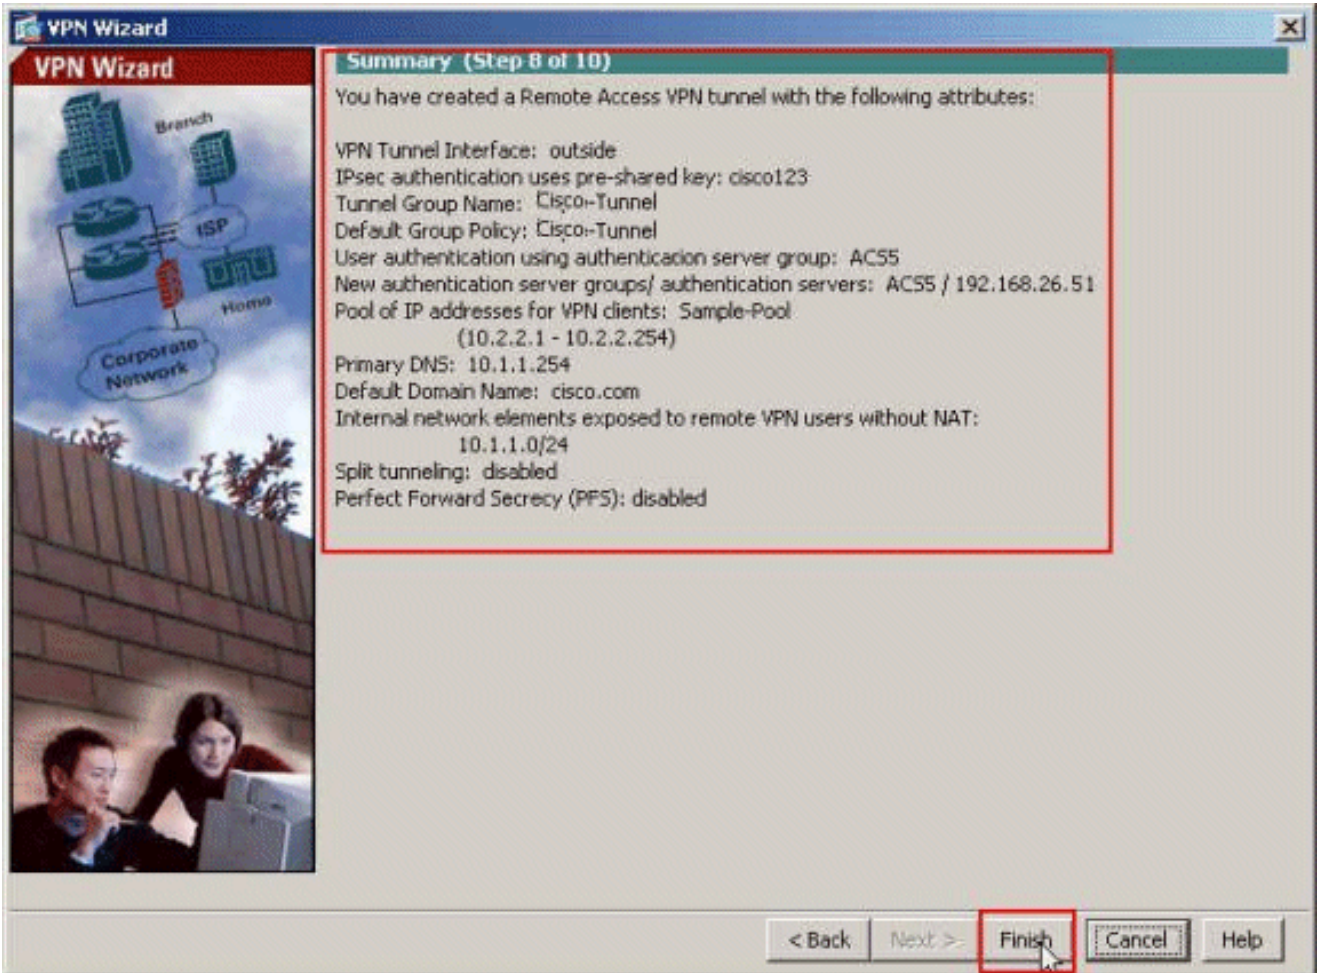 VPN Wizard
VPN Wizard
Branch
ISP
Home
Corporate
Network
Summary (Step 8 of 10)
You have created a Remote Access VPN tunnel with the following attributes:
VPN Tunnel Interface: outside
IPsec authentication uses pre-shared key: cisco123
Tunnel Group Name: Cisco-Tunnel
Default Group Policy: Cisco-Tunnel
User authentication using authentication server group: ACS5
New authentication server groups/ authentication servers: ACS5 / 192.168.26.51
Pool of IP addresses for VPN clients: Sample-Pool
(10.2.2.1 - 10.2.2.254)
Primary DNS: 10.1.1.254
Default Domain Name: cisco.com
Internal network elements exposed to remote VPN users without NAT:
10.1.1.0/24
Split tunneling: disabled
Perfect Forward Secrecy (PFS): disabled
< Back Next > Finish Cancel Help